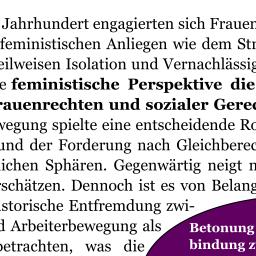 Jahrhundert engagierten sich Frauen
feministischen Anliegen wie dem Str
eilweisen Isolation und Vernachlässig
e feministische Perspektive die
rauenrechten und sozialer Gerec
wegung spielte eine entscheidende Ro
und der Forderung nach Gleichberec
lichen Sphären. Gegenwärtig neigt n
rschätzen. Dennoch ist es von Belang
istorische Entfremdung zwi-
d Arbeiterbewegung als
betrachten, was die
Betonung
bindung z